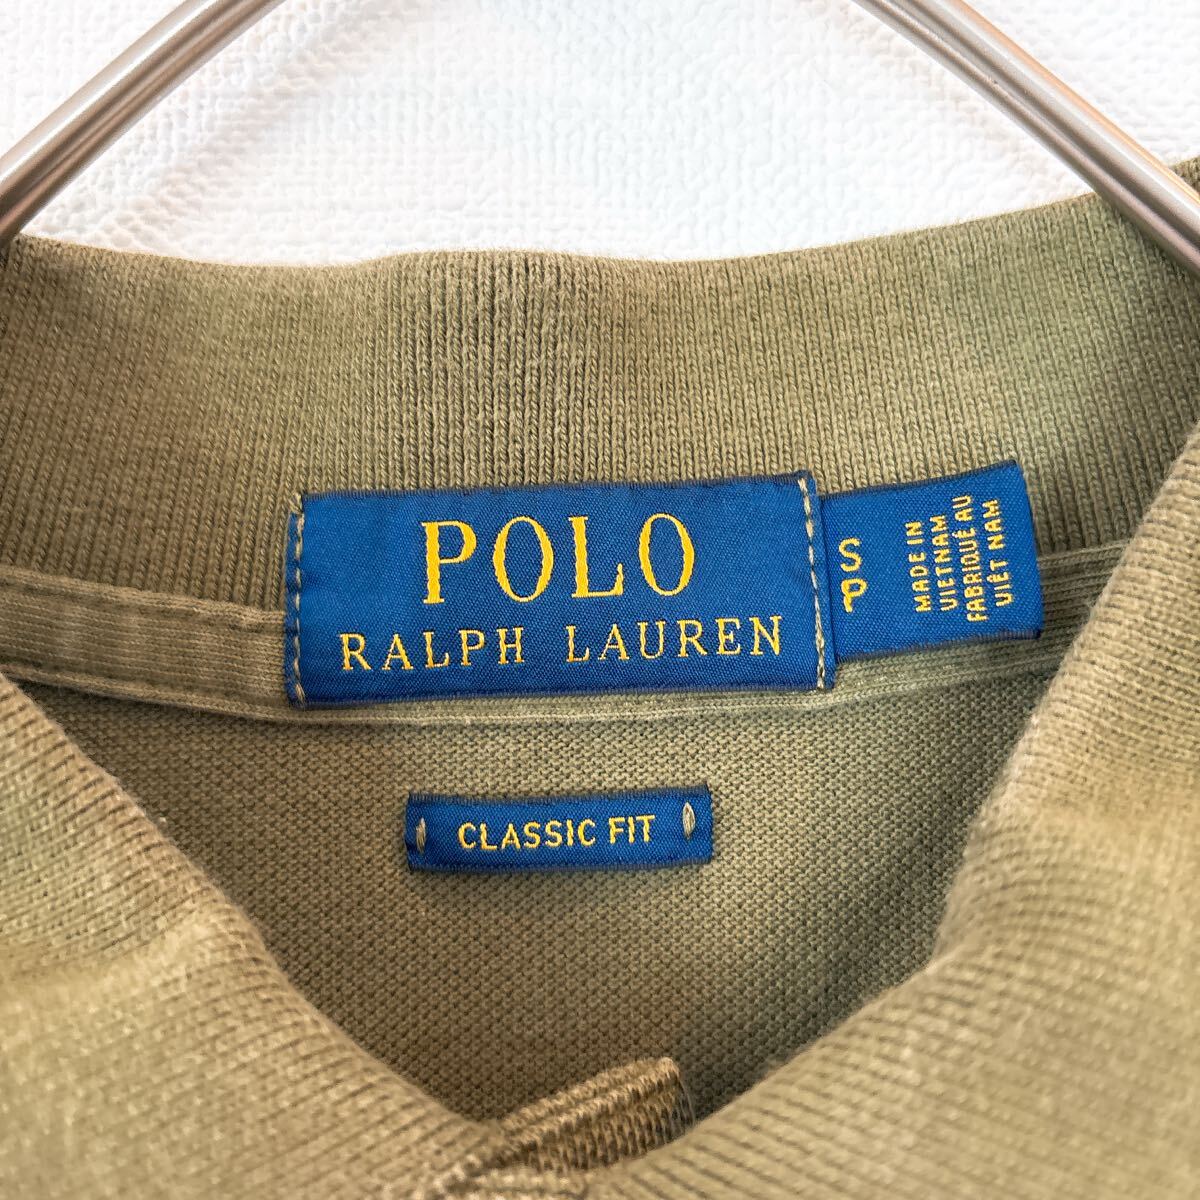 POLO
RALPH LAUREN
S
P
MADE IN
VIETNAM
FABRIQUÉ AU
VIÊT NAM
CLASSIC FIT